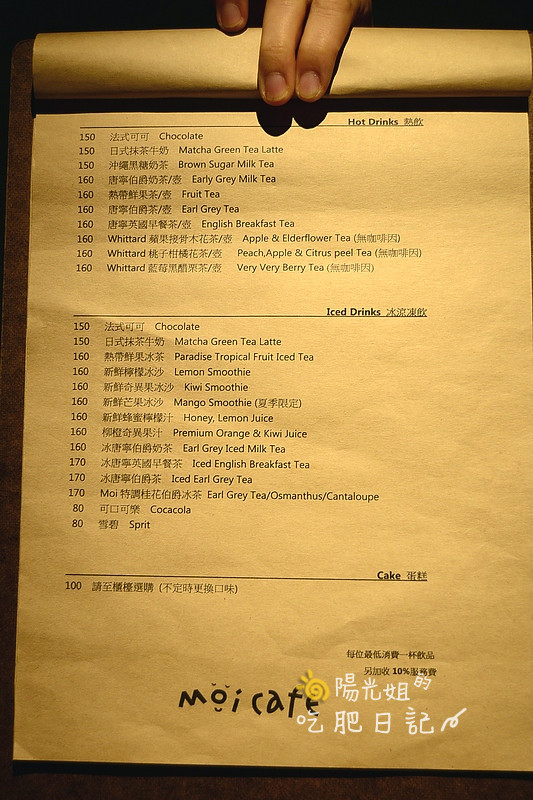 Hot Drinks 熱飲
150 法式可可 Chocolate
150 日式抹茶牛奶 Matcha Green Tea Latte
150 沖繩黑糖奶茶 Brown Sugar Milk Tea
160 唐寧伯爵奶茶/壺 Early Grey Milk Tea
160 熱帶鮮果茶/壺 Fruit Tea
160 唐寧伯爵茶/壺 Earl Grey Tea
160 唐寧英國早餐茶/壺 English Breakfast Tea
160 Whittard 蘋果接骨木花茶/壺 Apple & Elderflower Tea (無咖啡因)
160 Whittard 桃子柑橘花茶/壺 Peach,Apple & Citrus peel Tea (無咖啡因)
160 Whittard 藍莓黑醋栗茶/壺 Very Very Berry Tea (無咖啡因)
Iced Drinks 冰涼凍飲
150 法式可可 Chocolate
150 日式抹茶牛奶 Matcha Green Tea Latte
160 熱帶鮮果冰茶 Paradise Tropical Fruit Iced Tea
160 新鮮檸檬冰沙 Lemon Smoothie
160 新鮮奇異果冰沙 Kiwi Smoothie
160 新鮮芒果冰沙 Mango Smoothie (夏季限定)
160 新鮮蜂蜜檸檬汁 Honey, Lemon Juice
160 柳橙奇異果汁 Premium Orange & Kiwi Juice
160 冰唐寧伯爵奶茶 Earl Grey Iced Milk Tea
170 冰唐寧英國早餐茶 Iced English Breakfast Tea
170 冰唐寧伯爵茶 Iced Earl Grey Tea
170 Moi 特調桂花伯爵冰茶 Earl Grey Tea/Osmanthus/Cantaloupe
80 可口可樂 Cocacola
80 雪碧 Sprit
Cake 蛋糕
100 請至櫃檯選購 (不定時更換口味)
每位最低消費一杯飲品
另加收 10%服務費
moi cafe
陽光姐的
吃肥日記